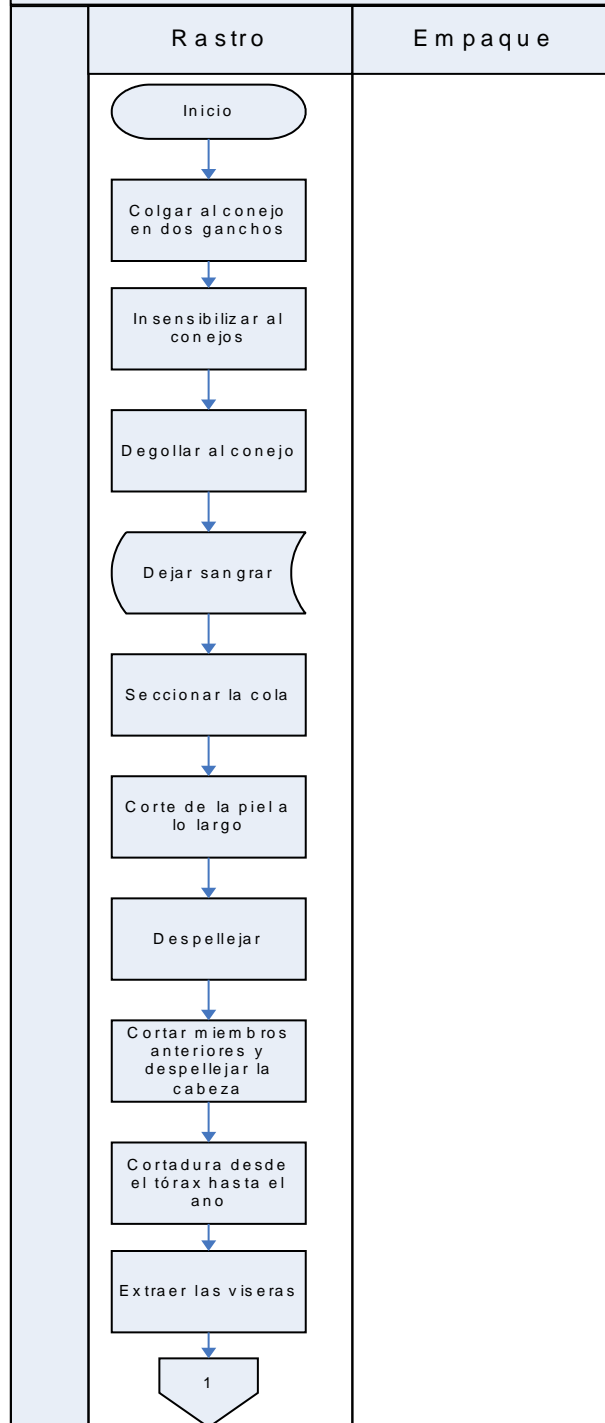 Rastro
Empaque
Inicio
Colgar al conejo
en dos ganchos
Insensibilizar al
conejos
Degollar al conejo
Dejar sangrar
Seccionar la cola
Corte de la piel a
lo largo
Despellejar
Cortar miembros
anteriores y
despellejar la
cabeza
Cortadura desde
el tórax hasta el
ano
Extraer las viseras
1